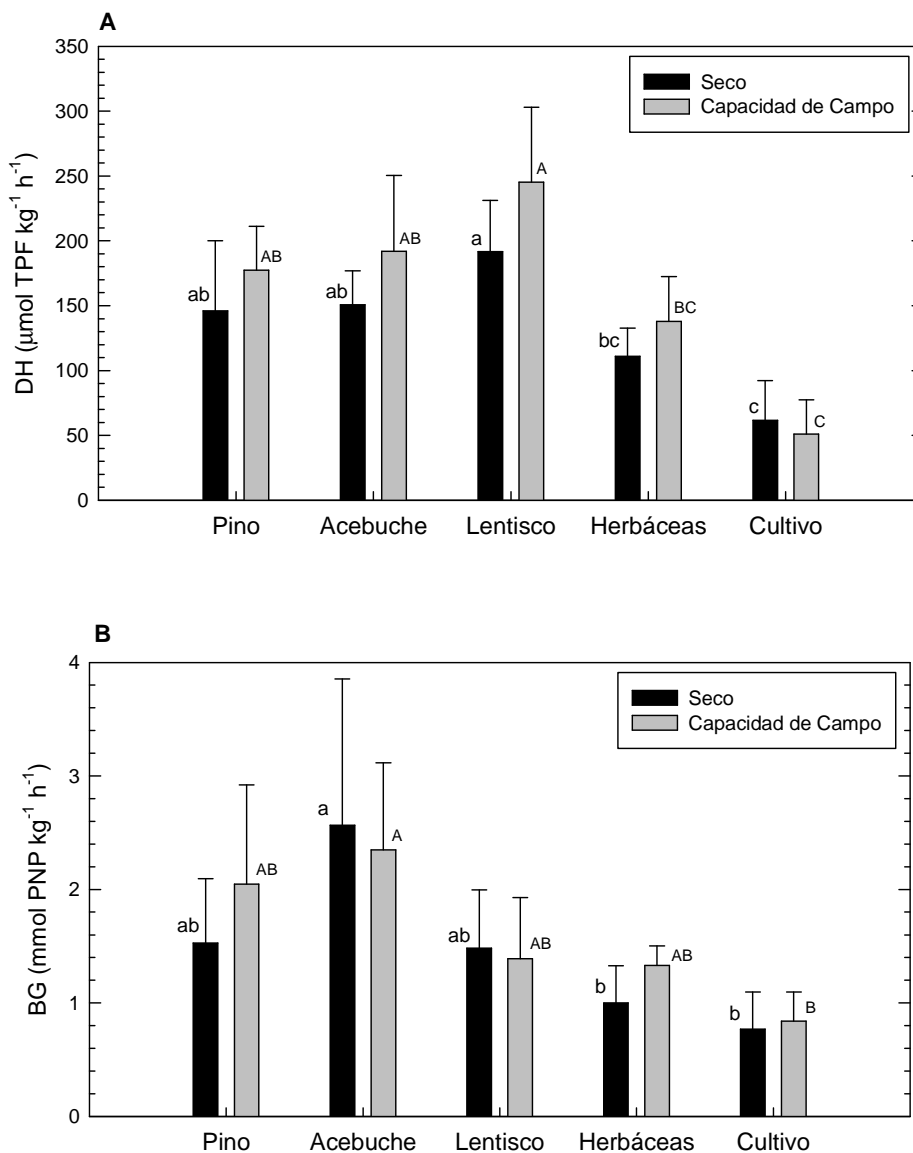 A
DH (µmol TPF kg⁻¹ h⁻¹)
350
300
250
200
150
100
50
0
Seco
Capacidad de Campo
ab
AB
ab
AB
a
A
bc
BC
c
C
Pino Acebuche Lentisco Herbáceas Cultivo
B
BG (mmol PNP kg⁻¹ h⁻¹)
4
3
2
1
0
Seco
Capacidad de Campo
ab
AB
a
A
ab
AB
b
AB
b
B
Pino Acebuche Lentisco Herbáceas Cultivo